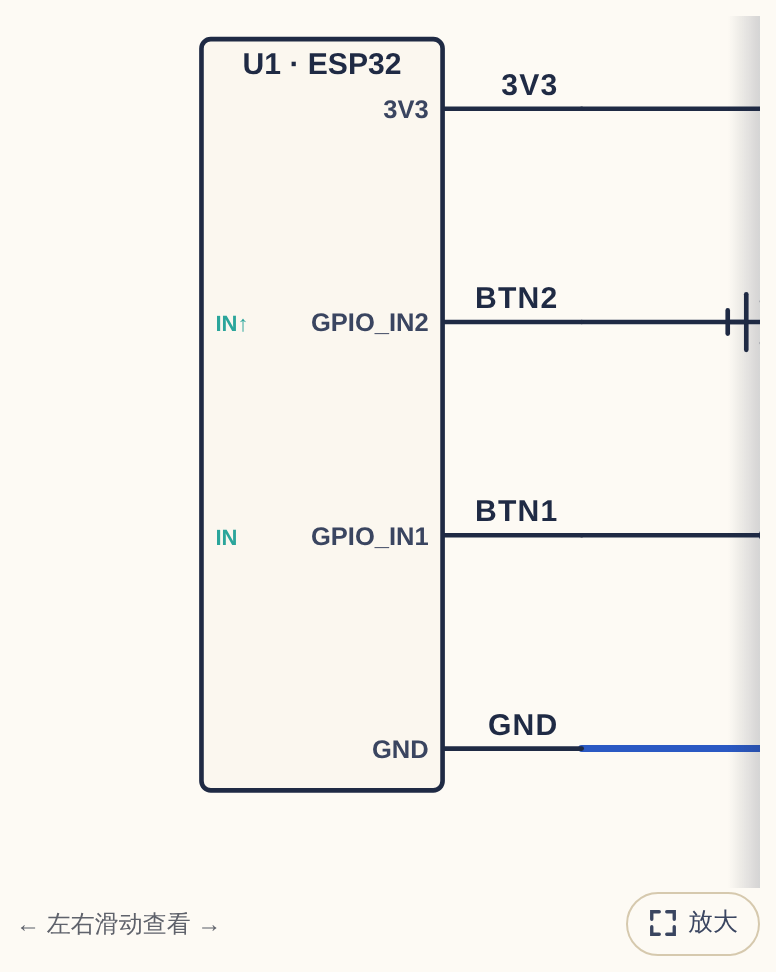 U1 · ESP32
3V3
3V3
BTN2
IN↑
GPIO_IN2
BTN1
IN
GPIO_IN1
GND
GND
← 左右滑动查看 →
放大